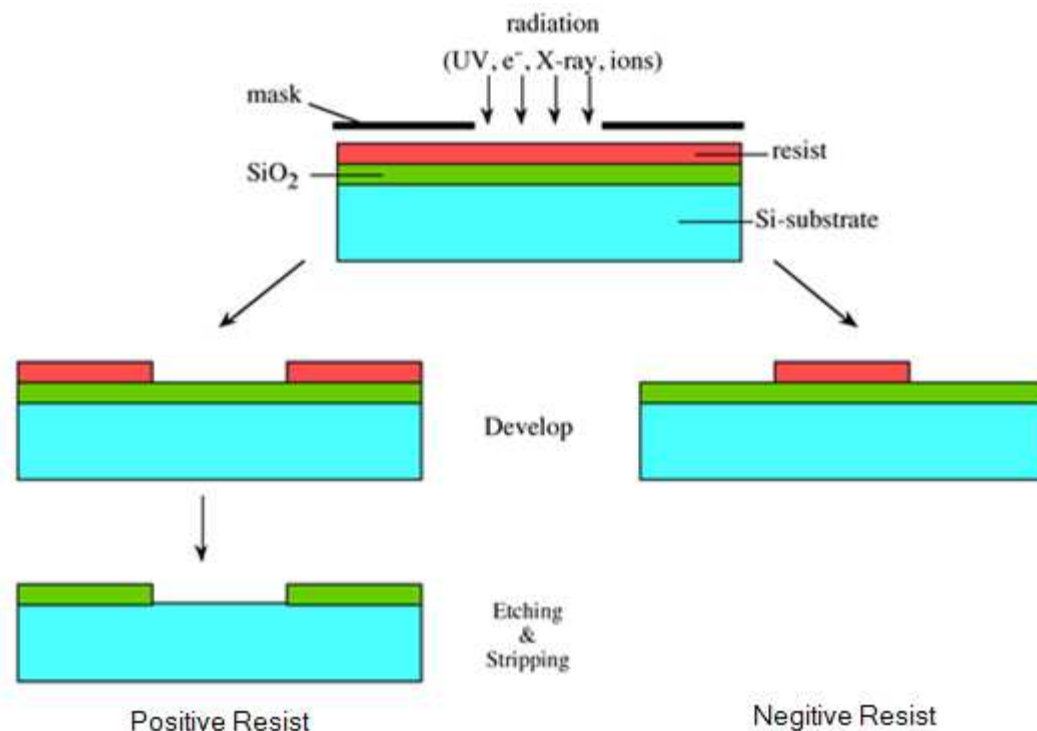 radiation
(UV, e⁻, X-ray, ions)
mask
resist
SiO₂
Si-substrate
Develop
Etching
&
Stripping
Positive Resist
Negitive Resist